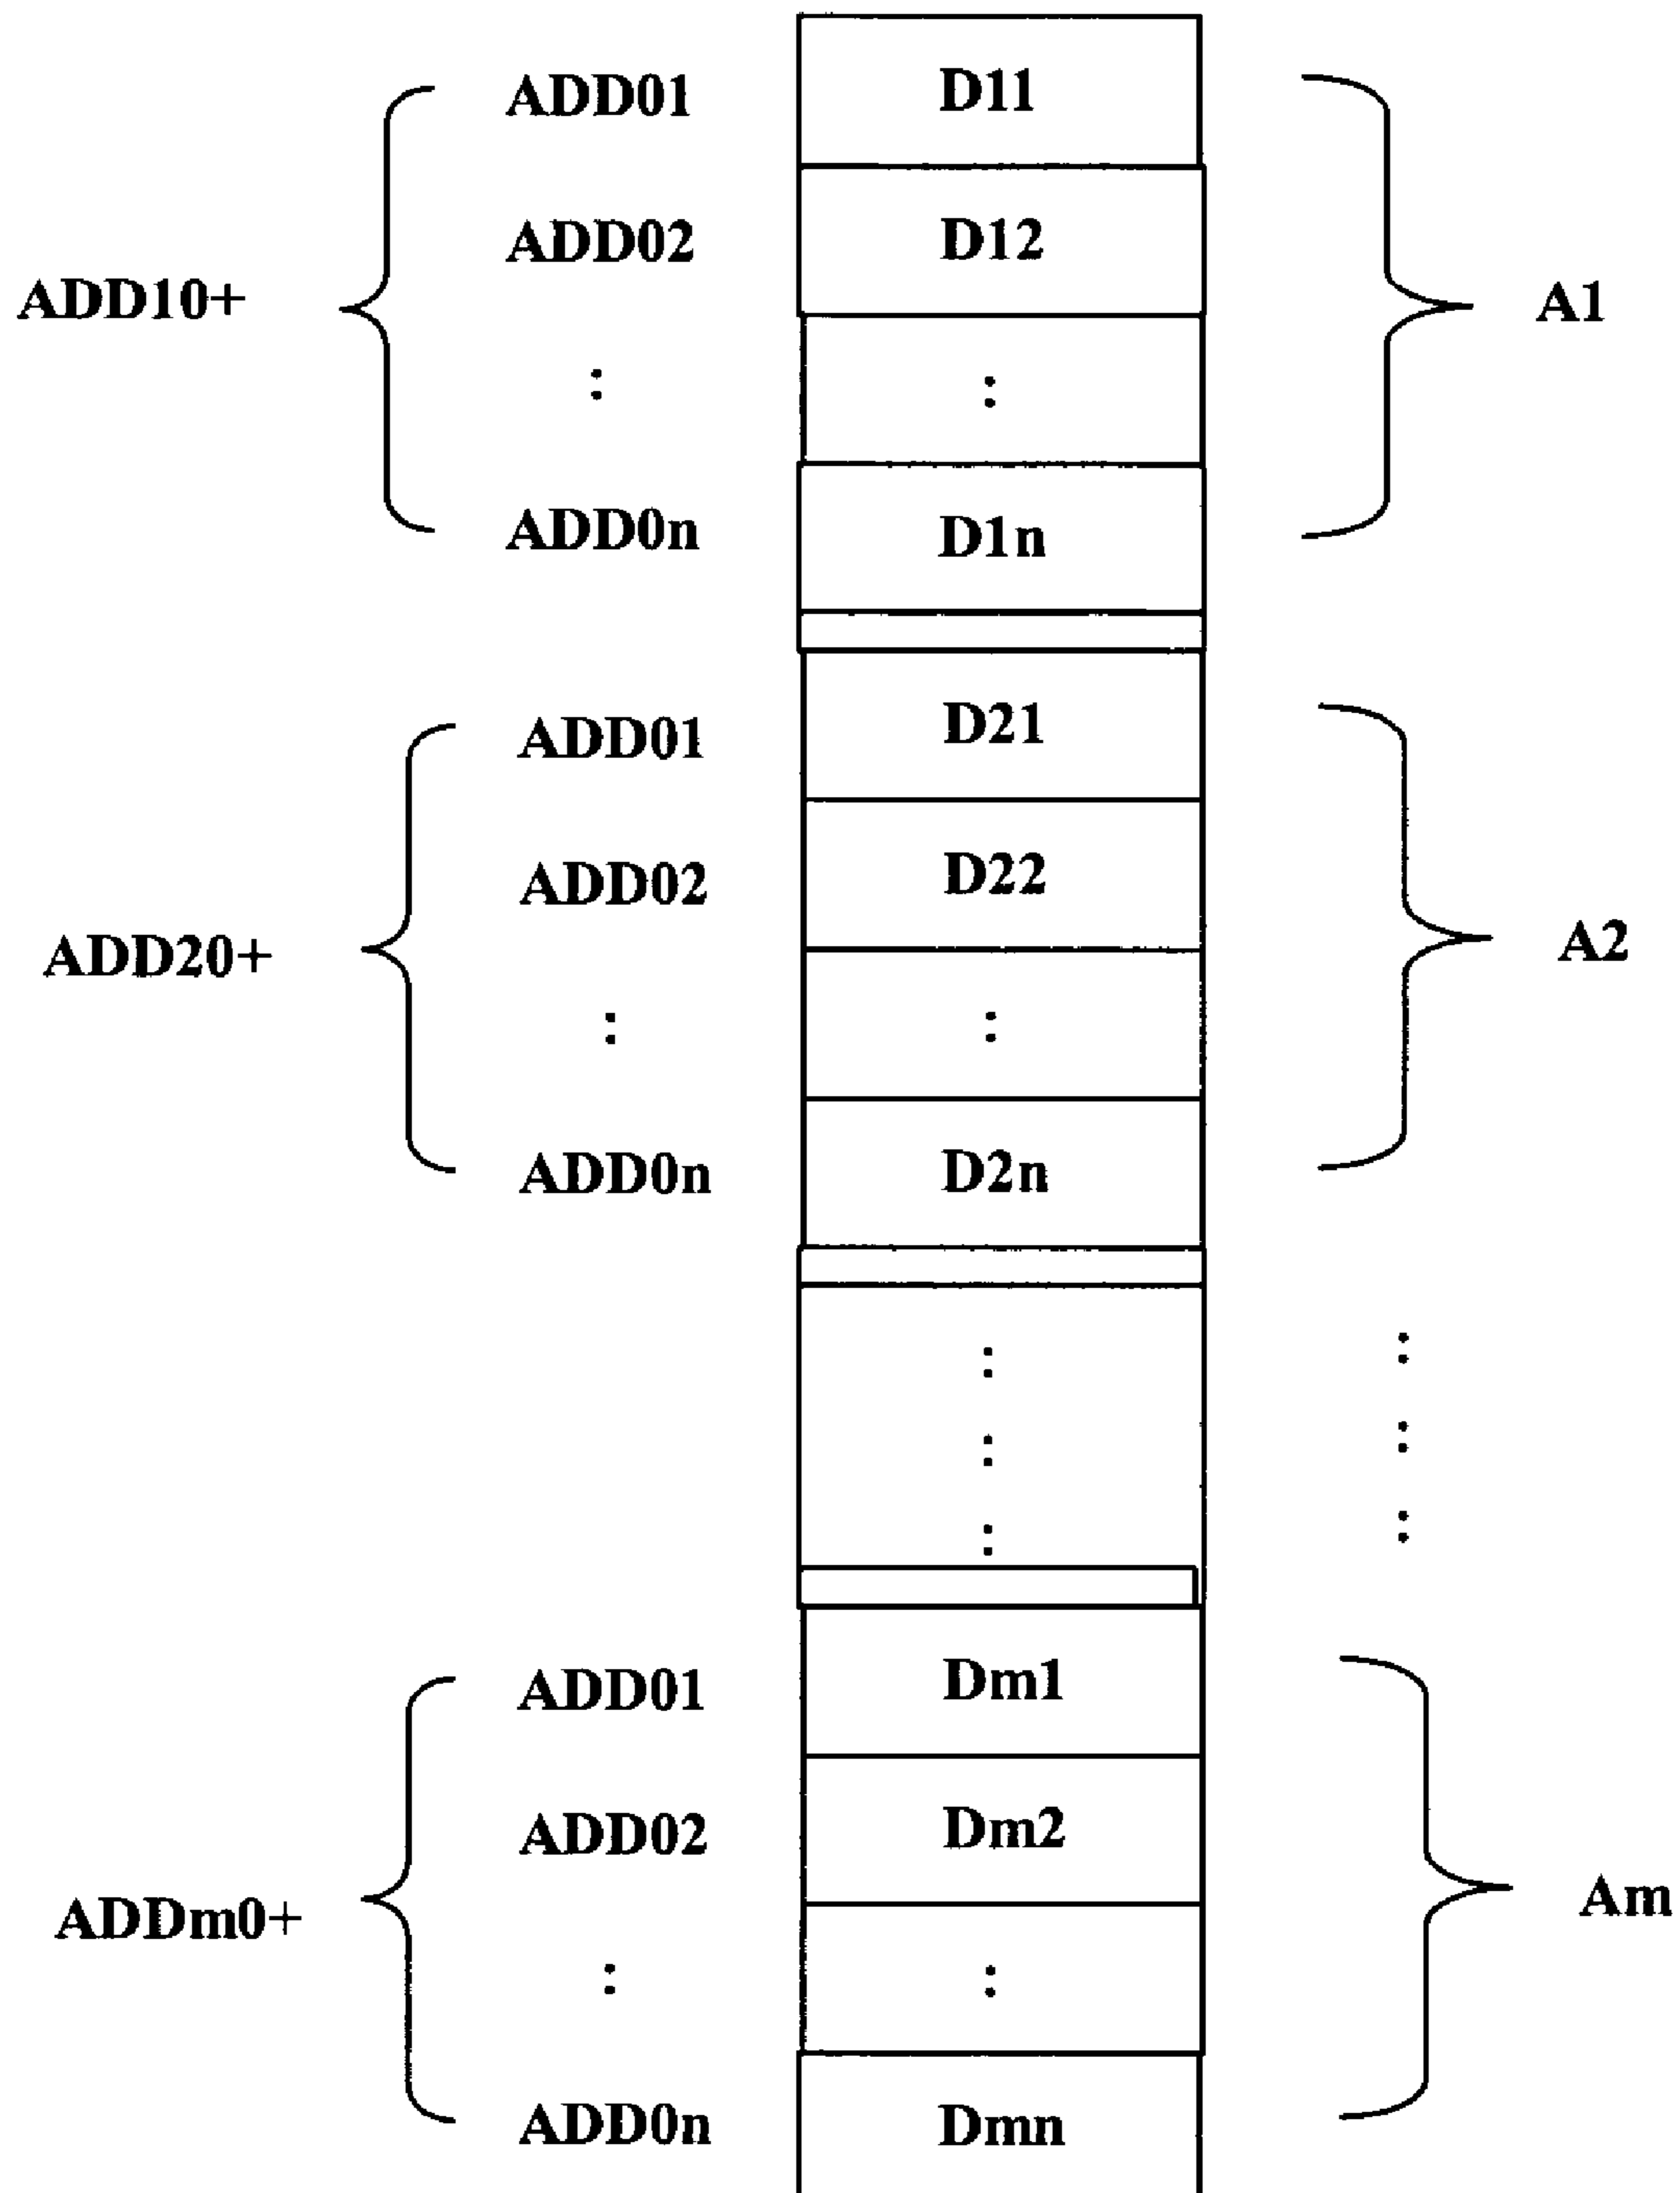 ADD01 D11
ADD02 D12
ADD10+ A1
: :
ADD0n D1n
ADD01 D21
ADD02 D22
ADD20+ A2
: :
ADD0n D2n
: :
: :
: :
ADD01 Dm1
ADD02 Dm2
ADDm0+ Am
: :
ADD0n Dmn